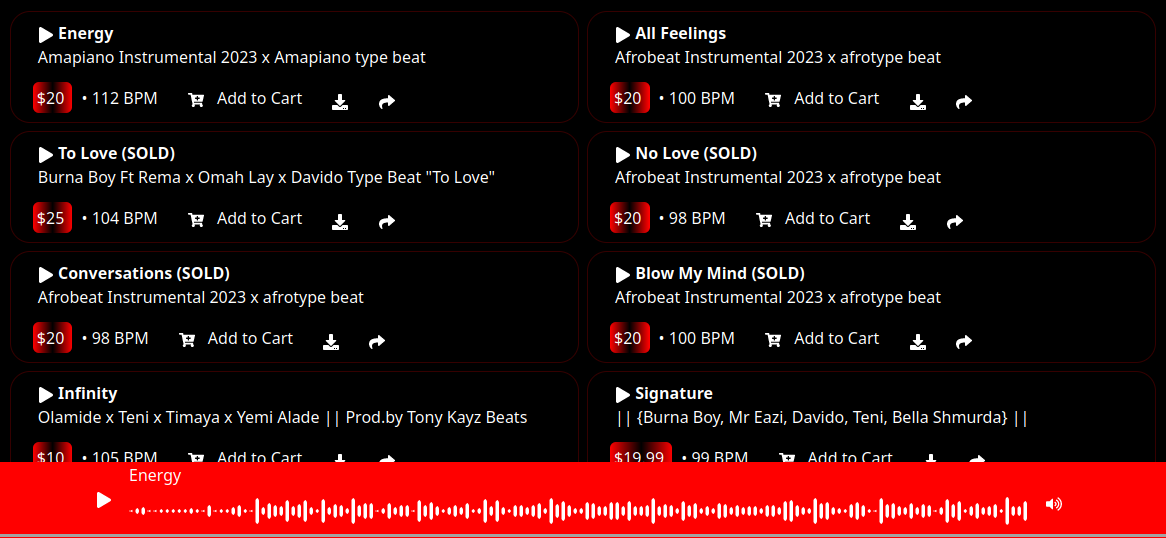 Energy
Amapiano Instrumental 2023 x Amapiano type beat
$20 • 112 BPM Add to Cart
All Feelings
Afrobeat Instrumental 2023 x afrotype beat
$20 • 100 BPM Add to Cart
To Love (SOLD)
Burna Boy Ft Rema x Omah Lay x Davido Type Beat "To Love"
$25 • 104 BPM Add to Cart
No Love (SOLD)
Afrobeat Instrumental 2023 x afrotype beat
$20 • 98 BPM Add to Cart
Conversations (SOLD)
Afrobeat Instrumental 2023 x afrotype beat
$20 • 98 BPM Add to Cart
Blow My Mind (SOLD)
Afrobeat Instrumental 2023 x afrotype beat
$20 • 100 BPM Add to Cart
Infinity
Olamide x Teni x Timaya x Yemi Alade || Prod.by Tony Kayz Beats
$10 • 105 BPM Add to Cart
Signature
|| {Burna Boy, Mr Eazi, Davido, Teni, Bella Shmurda} ||
$19.99 • 99 BPM Add to Cart
Energy